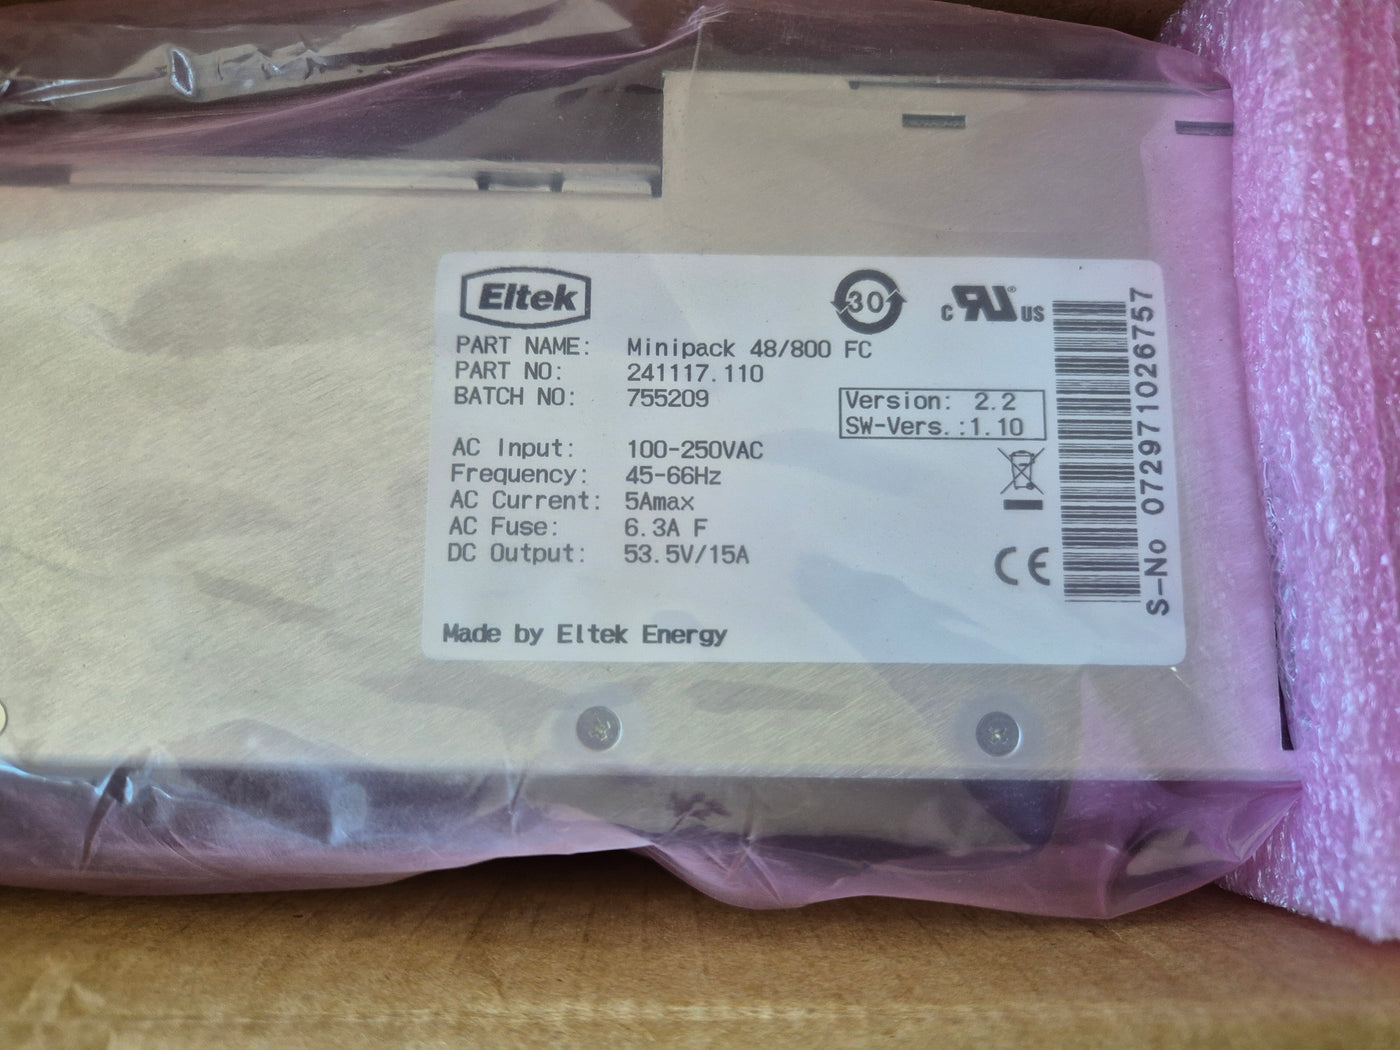 Eltek
30
c RU ® US
PART NAME: Minipack 48/800 FC
PART NO: 241117.110
BATCH NO: 755209
Version: 2.2
SW-Vers.:1.10
AC Input: 100-250VAC
Frequency: 45-66Hz
AC Current: 5Amax
AC Fuse: 6.3A F
DC Output: 53.5V/15A
CE
Made by Eltek Energy
S-No 072971026757